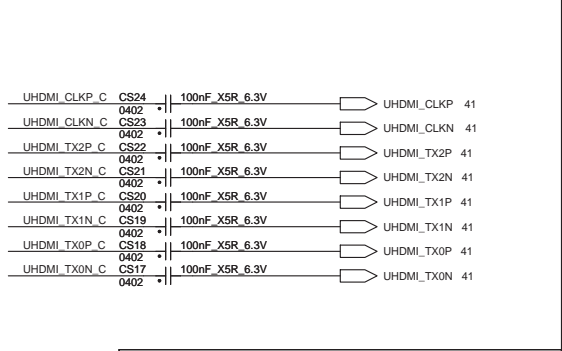 UHDMI_CLKP_C CS24 100nF_X5R_6.3V
0402 UHDMI_CLKP 41
UHDMI_CLKN_C CS23 100nF_X5R_6.3V
0402 UHDMI_CLKN 41
UHDMI_TX2P_C CS22 100nF_X5R_6.3V
0402 UHDMI_TX2P 41
UHDMI_TX2N_C CS21 100nF_X5R_6.3V
0402 UHDMI_TX2N 41
UHDMI_TX1P_C CS20 100nF_X5R_6.3V
0402 UHDMI_TX1P 41
UHDMI_TX1N_C CS19 100nF_X5R_6.3V
0402 UHDMI_TX1N 41
UHDMI_TX0P_C CS18 100nF_X5R_6.3V
0402 UHDMI_TX0P 41
UHDMI_TX0N_C CS17 100nF_X5R_6.3V
0402 UHDMI_TX0N 41